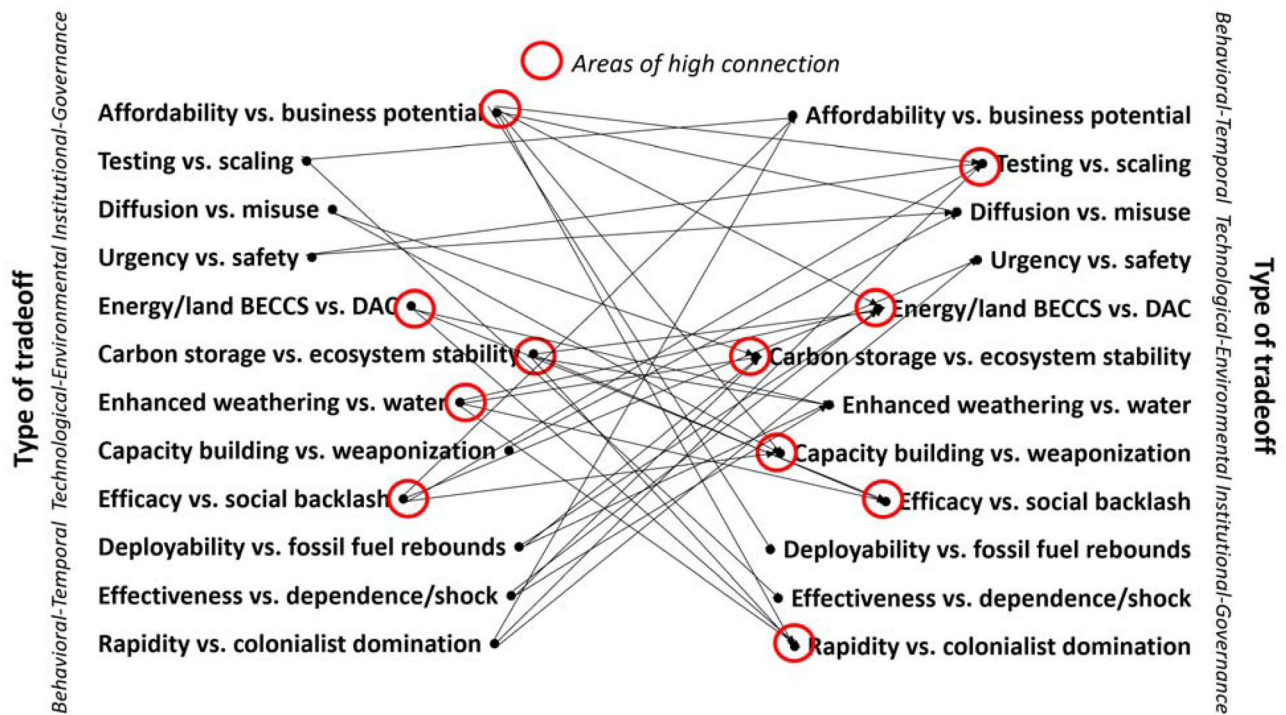 Areas of high connection
Type of tradeoff
Behavioral-Temporal Technological-Environmental Institutional-Governance
Affordability vs. business potential
Testing vs. scaling
Diffusion vs. misuse
Urgency vs. safety
Energy/land BECCS vs. DAC
Carbon storage vs. ecosystem stability
Enhanced weathering vs. water
Capacity building vs. weaponization
Efficacy vs. social backlash
Deployability vs. fossil fuel rebounds
Effectiveness vs. dependence/shock
Rapidity vs. colonialist domination
Affordability vs. business potential
Testing vs. scaling
Diffusion vs. misuse
Urgency vs. safety
Energy/land BECCS vs. DAC
Carbon storage vs. ecosystem stability
Enhanced weathering vs. water
Capacity building vs. weaponization
Efficacy vs. social backlash
Deployability vs. fossil fuel rebounds
Effectiveness vs. dependence/shock
Rapidity vs. colonialist domination
Behavioral-Temporal Technological-Environmental Institutional-Governance
Type of tradeoff